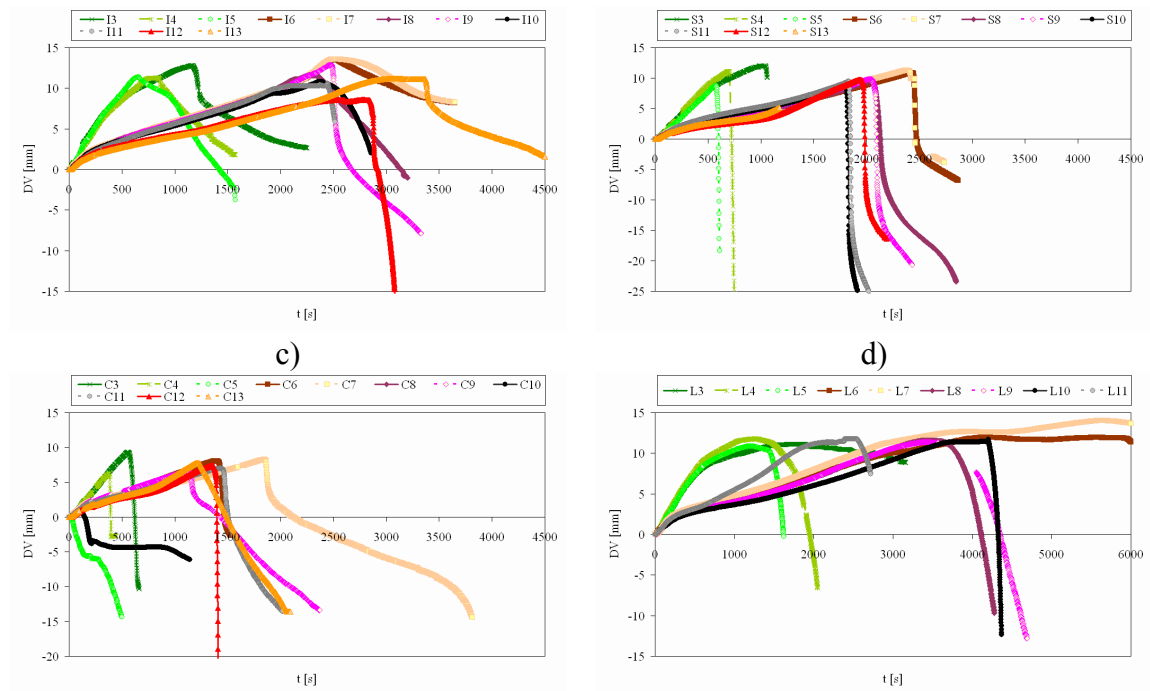 I3 I4 I5 I6 I7 I8 I9 I10
I11 I12 I13
15
10
5
0
-5
-10
-15
0 500 1000 1500 2000 2500 3000 3500 4000 4500
DV [mm]
t [s]
S3 S4 S5 S6 S7 S8 S9 S10
S11 S12 S13
15
10
5
0
-5
-10
-15
-20
-25
0 500 1000 1500 2000 2500 3000 3500 4000 4500
DV [mm]
t [s]
c)
d)
C3 C4 C5 C6 C7 C8 C9 C10
C11 C12 C13
15
10
5
0
-5
-10
-15
-20
0 500 1000 1500 2000 2500 3000 3500 4000 4500
DV [mm]
t [s]
L3 L4 L5 L6 L7 L8 L9 L10 L11
15
10
5
0
-5
-10
-15
0 1000 2000 3000 4000 5000 6000
DV [mm]
t [s]